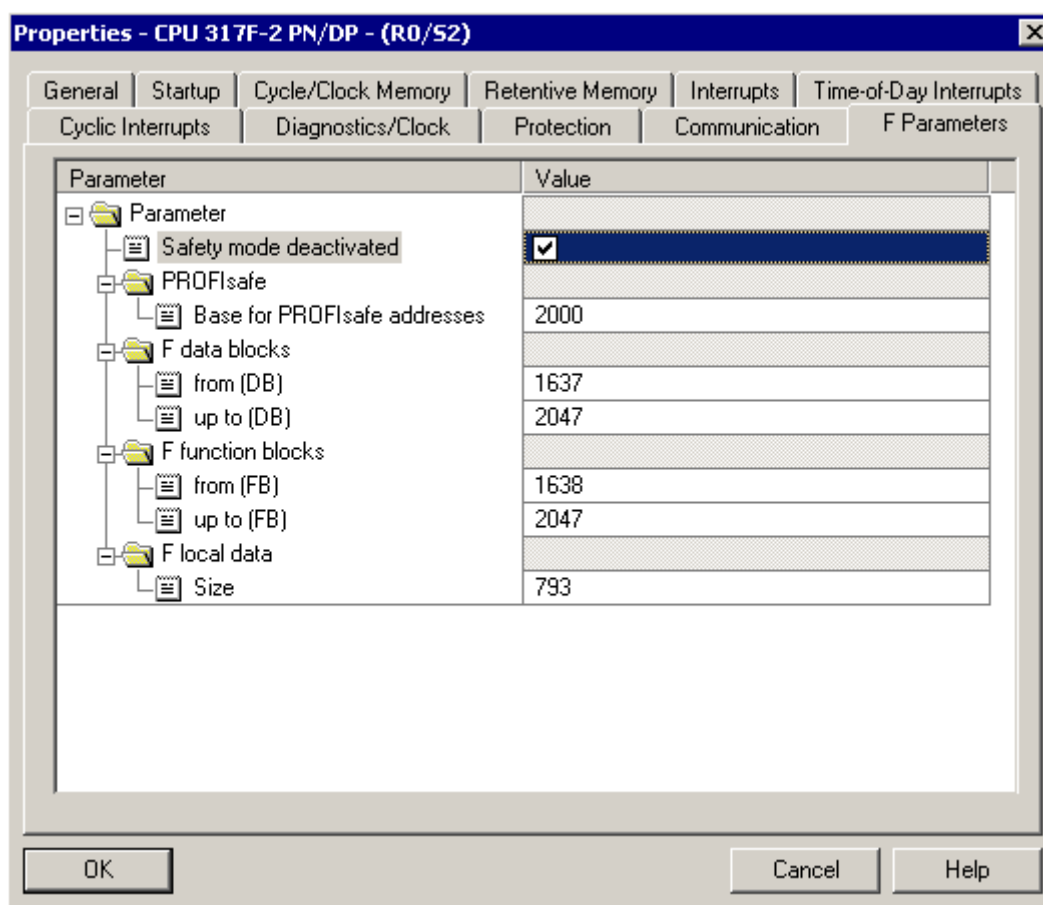 Properties - CPU 317F-2 PN/DP - (R0/S2)
General Startup Cycle/Clock Memory Retentive Memory Interrupts Time-of-Day Interrupts
Cyclic Interrupts Diagnostics/Clock Protection Communication F Parameters
Parameter Value
Parameter
Safety mode deactivated
PROFIsafe
Base for PROFIsafe addresses 2000
F data blocks
from (DB) 1637
up to (DB) 2047
F function blocks
from (FB) 1638
up to (FB) 2047
F local data
Size 793
OK Cancel Help